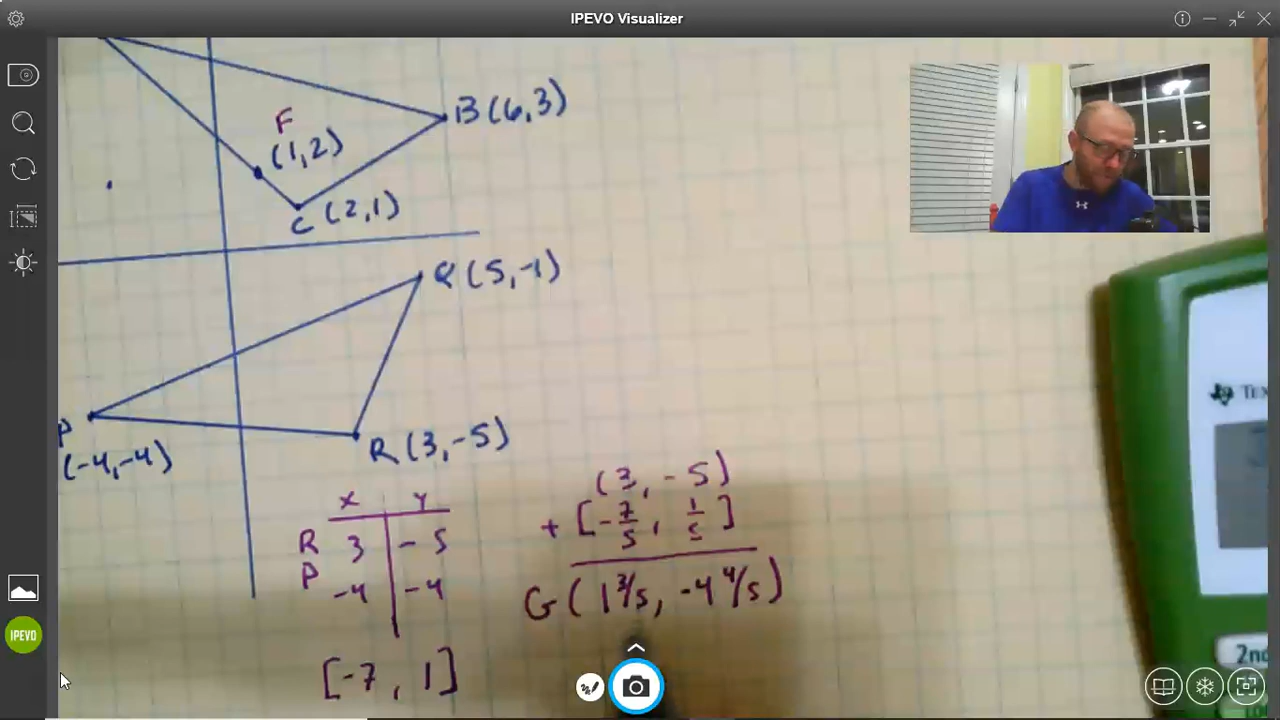 IPEVO Visualizer
B (6,3)
F
(1,2)
C (2,1)
Q (5,-1)
P
(-4,-4)
R (3,-5)
x y
R 3 -5
P -4 -4
[-7, 1]
(3, -5)
+ [-7/5, 1/5]
G (1 3/5, -4 4/5)
IPEVO
2nd